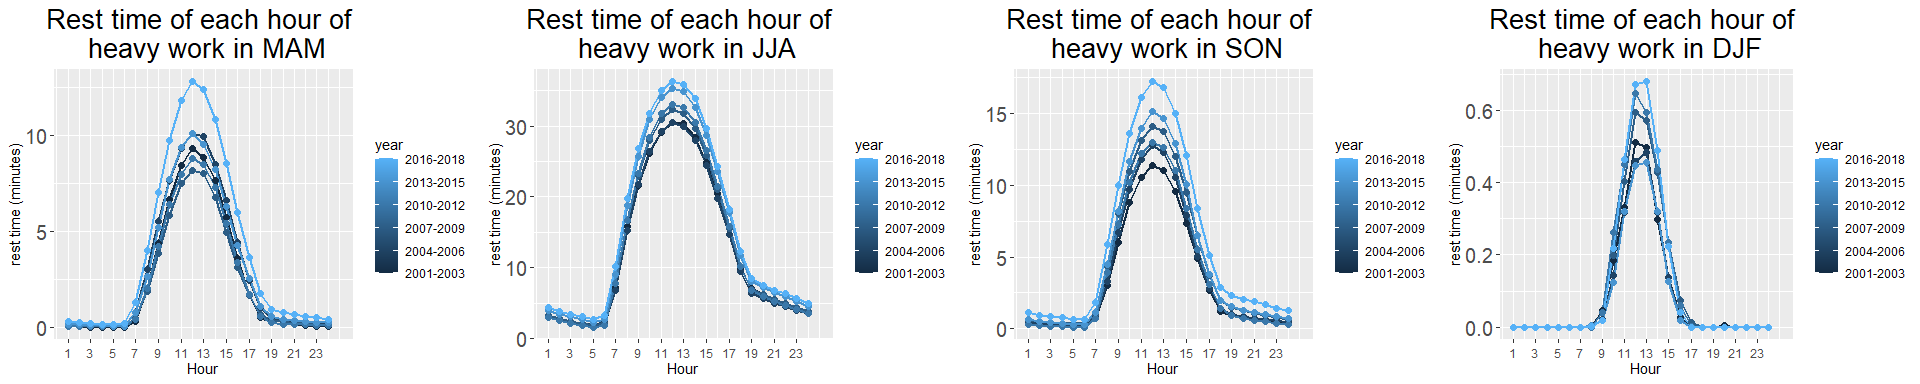 Rest time of each hour of
heavy work in MAM
rest time (minutes)
10
5
0
1 3 5 7 9 11 13 15 17 19 21 23
Hour
year
2016-2018
2013-2015
2010-2012
2007-2009
2004-2006
2001-2003
Rest time of each hour of
heavy work in JJA
rest time (minutes)
30
20
10
0
1 3 5 7 9 11 13 15 17 19 21 23
Hour
year
2016-2018
2013-2015
2010-2012
2007-2009
2004-2006
2001-2003
Rest time of each hour of
heavy work in SON
rest time (minutes)
15
10
5
0
1 3 5 7 9 11 13 15 17 19 21 23
Hour
year
2016-2018
2013-2015
2010-2012
2007-2009
2004-2006
2001-2003
Rest time of each hour of
heavy work in DJF
rest time (minutes)
0.6
0.4
0.2
0.0
1 3 5 7 9 11 13 15 17 19 21 23
Hour
year
2016-2018
2013-2015
2010-2012
2007-2009
2004-2006
2001-2003